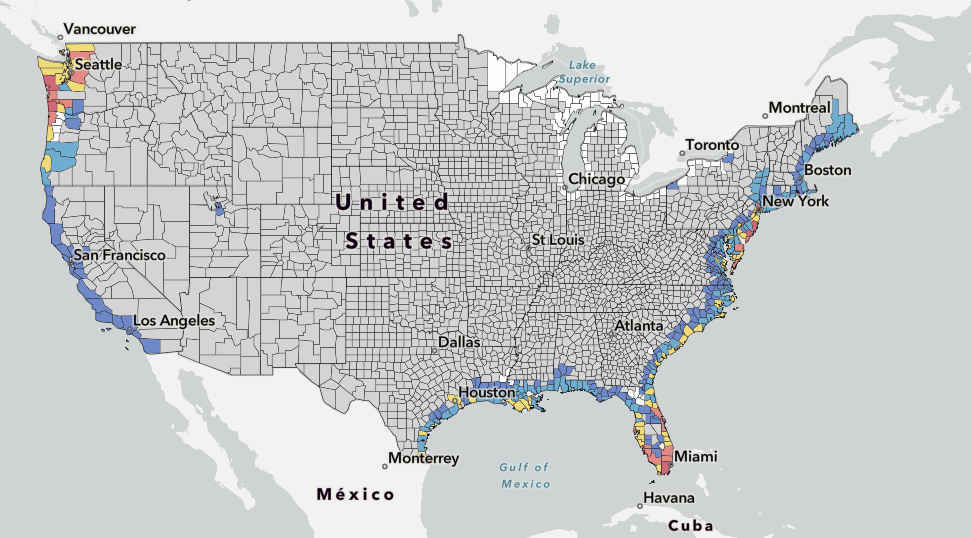 Vancouver
Seattle
Lake
Superior
Montreal
Toronto
Boston
Chicago
New York
United
States
St Louis
San Francisco
Los Angeles
Atlanta
Dallas
Houston
Monterrey
Miami
Gulf of
Mexico
México
Havana
Cuba